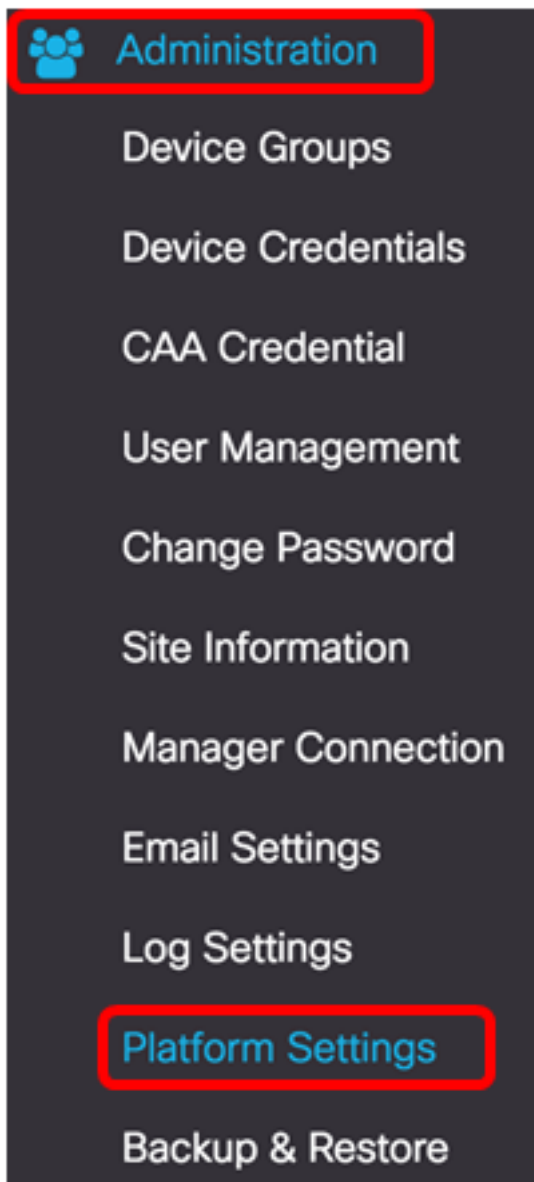 Administration
Device Groups
Device Credentials
CAA Credential
User Management
Change Password
Site Information
Manager Connection
Email Settings
Log Settings
Platform Settings
Backup & Restore